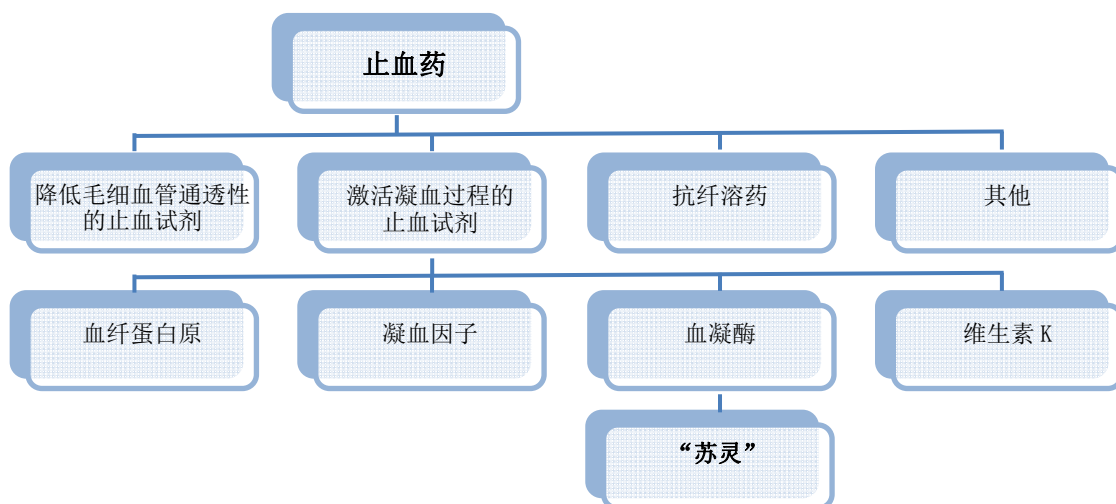 止血药
降低毛细血管通透性
的止血试剂
激活凝血过程的
止血试剂
抗纤溶药
其他
血纤蛋白原
凝血因子
血凝酶
维生素 K
“苏灵”